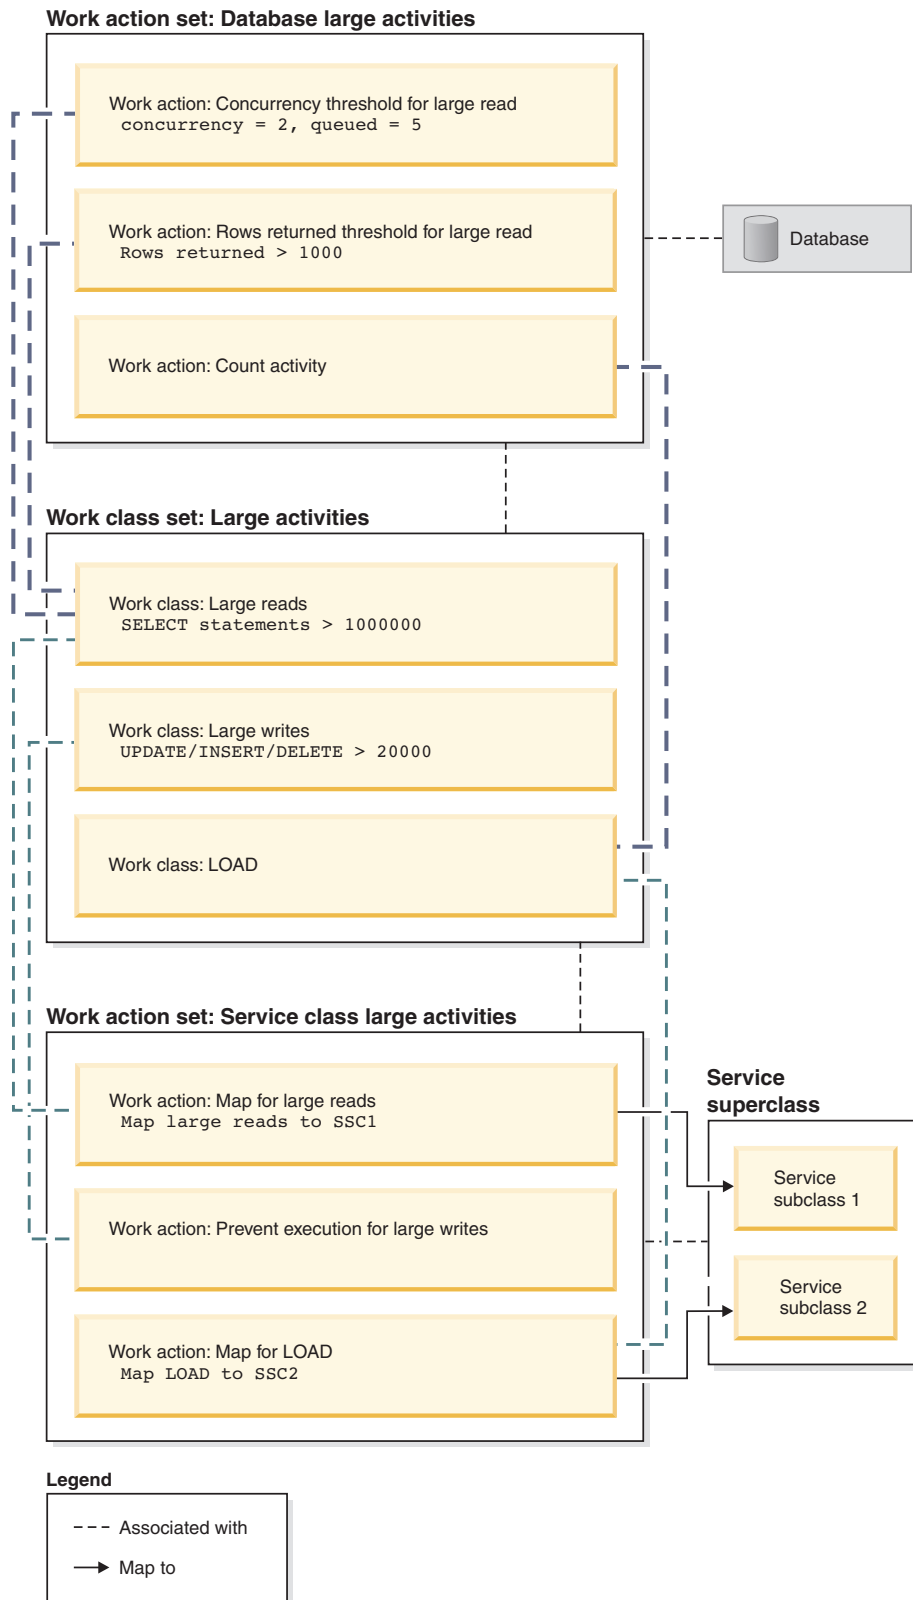 Work action set: Database large activities
Work action: Concurrency threshold for large read
concurrency = 2, queued = 5
Work action: Rows returned threshold for large read
Rows returned > 1000
Database
Work action: Count activity
Work class set: Large activities
Work class: Large reads
SELECT statements > 1000000
Work class: Large writes
UPDATE/INSERT/DELETE > 20000
Work class: LOAD
Work action set: Service class large activities
Work action: Map for large reads
Map large reads to SSC1
Work action: Prevent execution for large writes
Work action: Map for LOAD
Map LOAD to SSC2
Service
superclass
Service
subclass 1
Service
subclass 2
Legend
Associated with
Map to